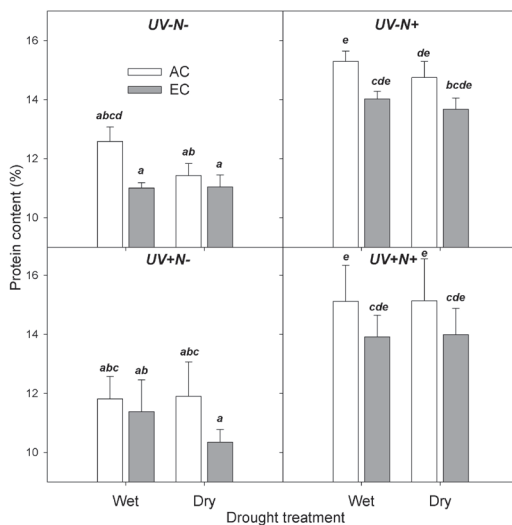 UV-N-
UV-N+
16
14
12
10
AC
EC
abcd
a
ab
a
e
cde
de
bcde
Protein content (%)
UV+N-
UV+N+
16
14
12
10
abc
ab
abc
a
e
cde
e
cde
Wet
Dry
Wet
Dry
Drought treatment